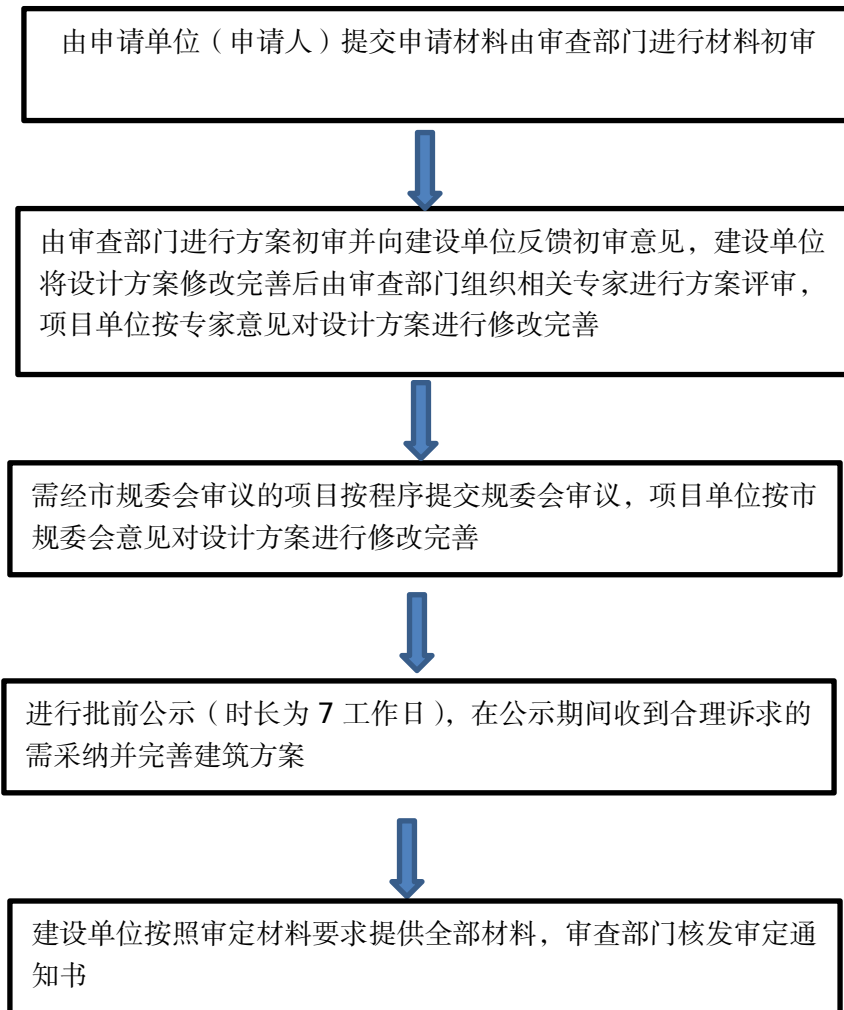 由申请单位（申请人）提交申请材料由审查部门进行材料初审
由审查部门进行方案初审并向建设单位反馈初审意见，建设单位
将设计方案修改完善后由审查部门组织相关专家进行方案评审，
项目单位按专家意见对设计方案进行修改完善
需经市规委会审议的项目按程序提交规委会审议，项目单位按市
规委会意见对设计方案进行修改完善
进行批前公示（时长为 7 工作日），在公示期间收到合理诉求的
需采纳并完善建筑方案
建设单位按照审定材料要求提供全部材料，审查部门核发审定通
知书